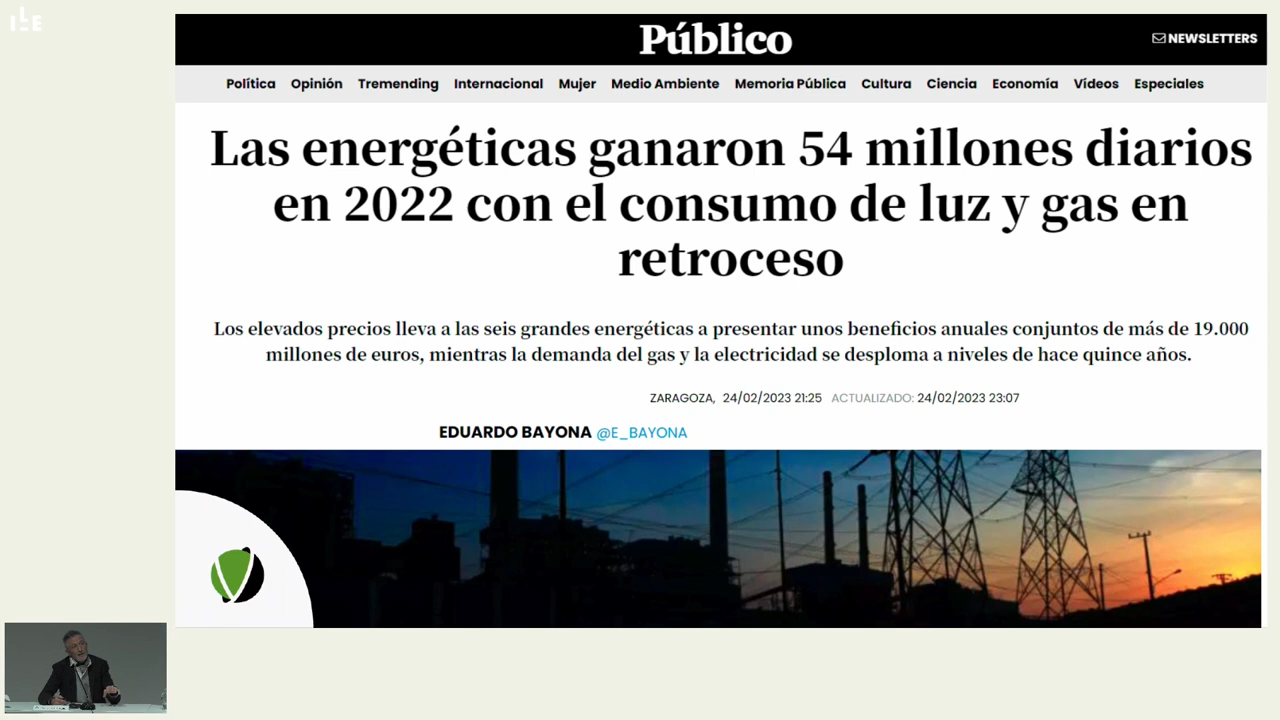 ILE
Público
NEWSLETTERS
Política Opinión Tremending Internacional Mujer Medio Ambiente Memoria Pública Cultura Ciencia Economía Vídeos Especiales
Las energéticas ganaron 54 millones diarios
en 2022 con el consumo de luz y gas en
retroceso
Los elevados precios lleva a las seis grandes energéticas a presentar unos beneficios anuales conjuntos de más de 19.000
millones de euros, mientras la demanda del gas y la electricidad se desploma a niveles de hace quince años.
ZARAGOZA, 24/02/2023 21:25 ACTUALIZADO: 24/02/2023 23:07
EDUARDO BAYONA @E_BAYONA